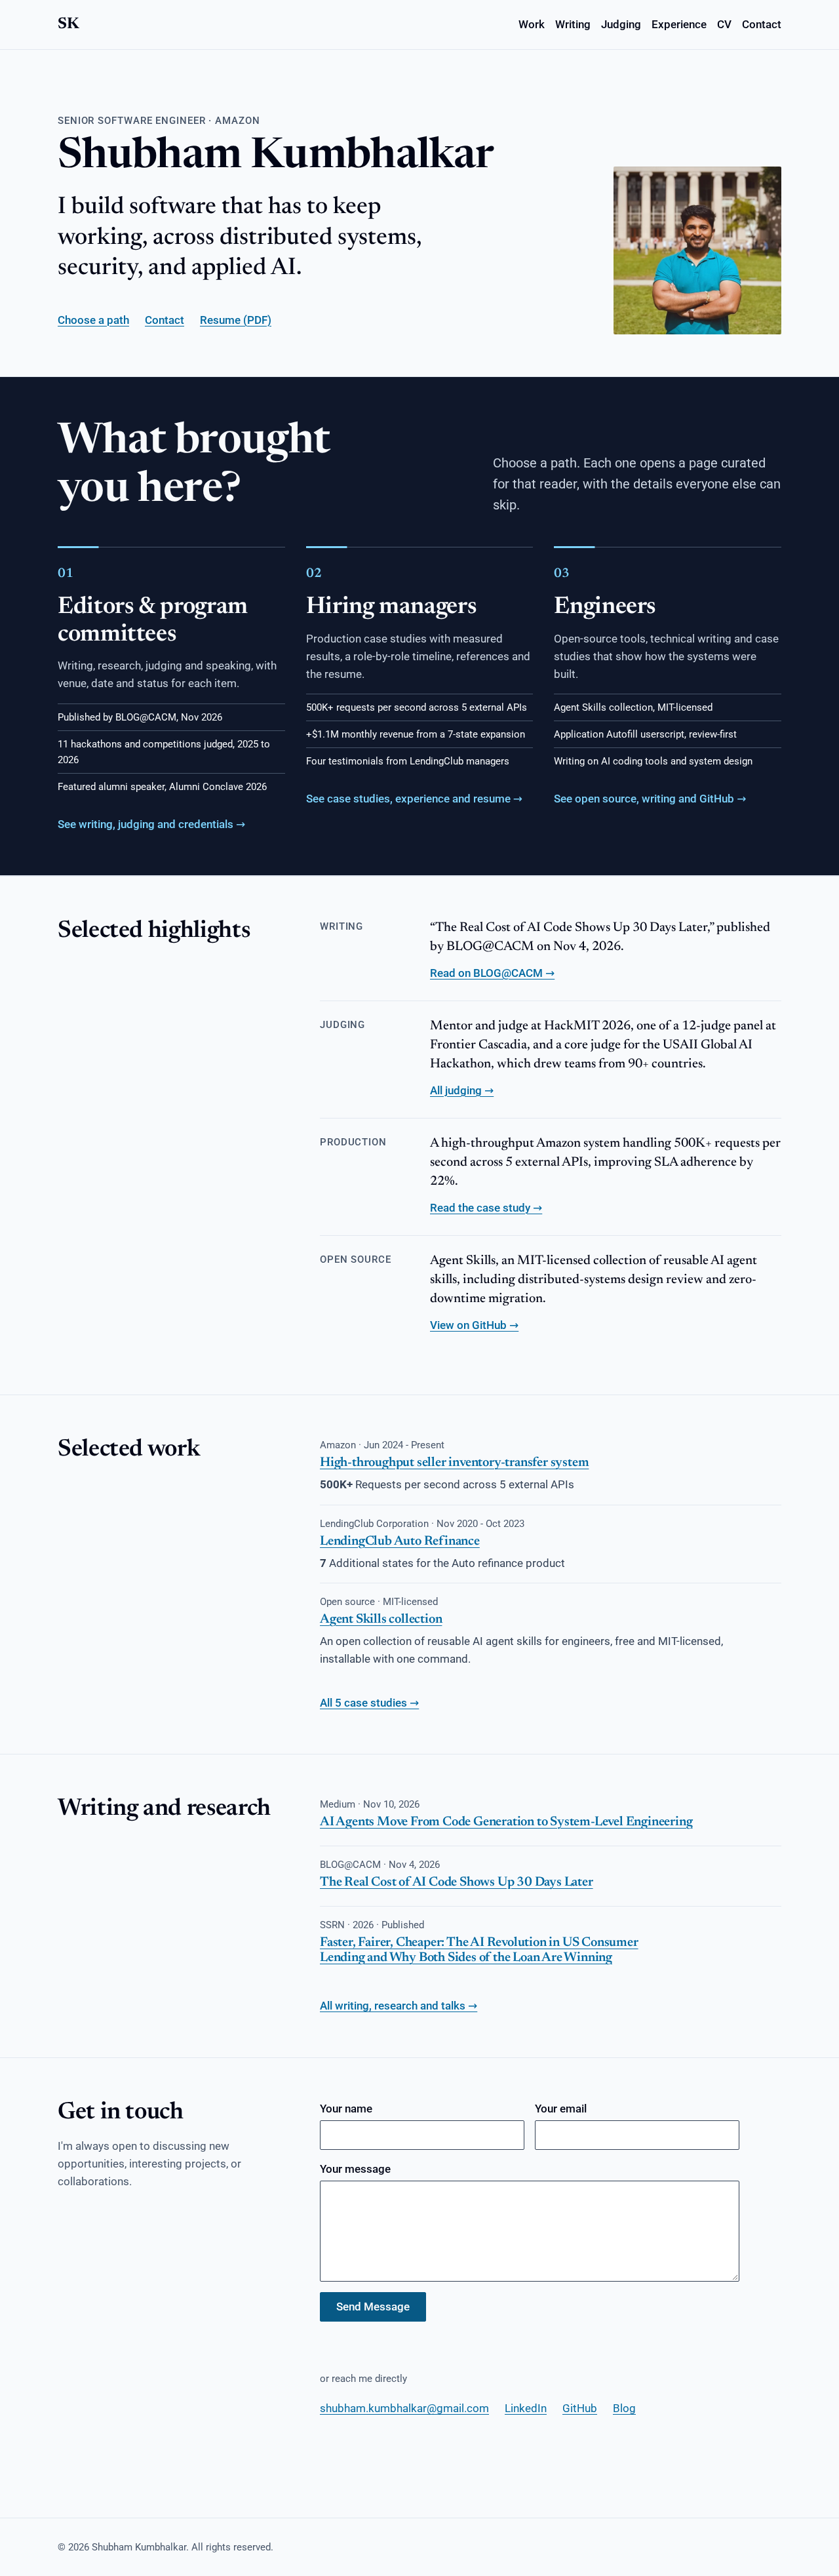 SK
Work Writing Judging Experience CV Contact
SENIOR SOFTWARE ENGINEER · AMAZON
Shubham Kumbhalkar
I build software that has to keep
working, across distributed systems,
security, and applied AI.
Choose a path Contact Resume (PDF)
What brought
you here?
Choose a path. Each one opens a page curated
for that reader, with the details everyone else can
skip.
01
Editors & program
committees
Writing, research, judging and speaking, with
venue, date and status for each item.
Published by BLOG@CACM, Nov 2026
11 hackathons and competitions judged, 2025 to
2026
Featured alumni speaker, Alumni Conclave 2026
See writing, judging and credentials →
02
Hiring managers
Production case studies with measured
results, a role-by-role timeline, references and
the resume.
500K+ requests per second across 5 external APIs
+$1.1M monthly revenue from a 7-state expansion
Four testimonials from LendingClub managers
See case studies, experience and resume →
03
Engineers
Open-source tools, technical writing and case
studies that show how the systems were
built.
Agent Skills collection, MIT-licensed
Application Autofill userscript, review-first
Writing on AI coding tools and system design
See open source, writing and GitHub →
Selected highlights
WRITING
“The Real Cost of AI Code Shows Up 30 Days Later,” published
by BLOG@CACM on Nov 4, 2026.
Read on BLOG@CACM →
JUDGING
Mentor and judge at HackMIT 2026, one of a 12-judge panel at
Frontier Cascadia, and a core judge for the USAII Global AI
Hackathon, which drew teams from 90+ countries.
All judging →
PRODUCTION
A high-throughput Amazon system handling 500K+ requests per
second across 5 external APIs, improving SLA adherence by
22%.
Read the case study →
OPEN SOURCE
Agent Skills, an MIT-licensed collection of reusable AI agent
skills, including distributed-systems design review and zero-
downtime migration.
View on GitHub →
Selected work
Amazon · Jun 2024 - Present
High-throughput seller inventory-transfer system
500K+ Requests per second across 5 external APIs
LendingClub Corporation · Nov 2020 - Oct 2023
LendingClub Auto Refinance
7 Additional states for the Auto refinance product
Open source · MIT-licensed
Agent Skills collection
An open collection of reusable AI agent skills for engineers, free and MIT-licensed,
installable with one command.
All 5 case studies →
Writing and research
Medium · Nov 10, 2026
AI Agents Move From Code Generation to System-Level Engineering
BLOG@CACM · Nov 4, 2026
The Real Cost of AI Code Shows Up 30 Days Later
SSRN · 2026 · Published
Faster, Fairer, Cheaper: The AI Revolution in US Consumer
Lending and Why Both Sides of the Loan Are Winning
All writing, research and talks →
Get in touch
I'm always open to discussing new
opportunities, interesting projects, or
collaborations.
Your name Your email
Your message
Send Message
or reach me directly
shubham.kumbhalkar@gmail.com LinkedIn GitHub Blog
© 2026 Shubham Kumbhalkar. All rights reserved.